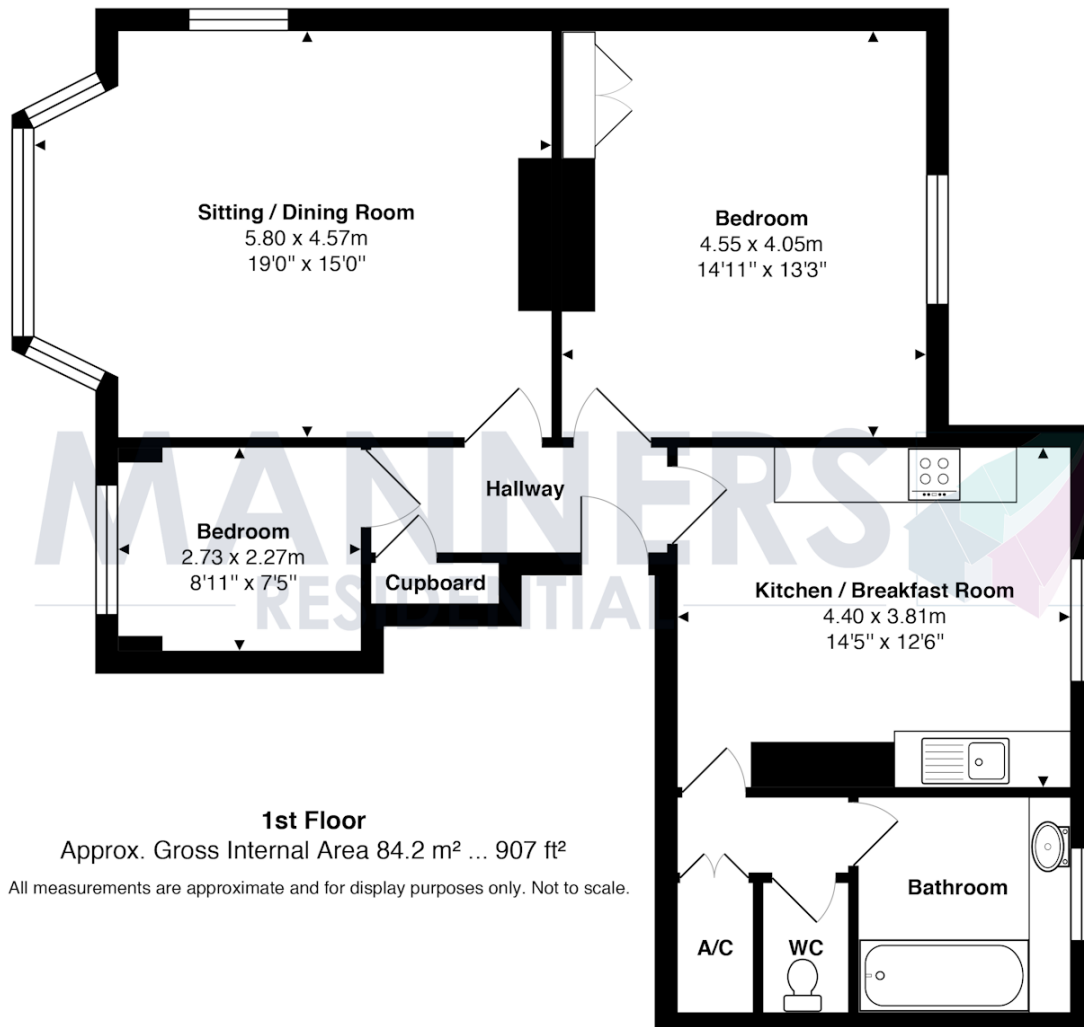 Sitting / Dining Room
5.80 x 4.57m
19'0" x 15'0"
Bedroom
4.55 x 4.05m
14'11" x 13'3"
MANNERS
RESIDENTIAL
Hallway
Bedroom
2.73 x 2.27m
8'11" x 7'5"
Cupboard
Kitchen / Breakfast Room
4.40 x 3.81m
14'5" x 12'6"
1st Floor
Approx. Gross Internal Area 84.2 m² ... 907 ft²
All measurements are approximate and for display purposes only. Not to scale.
Bathroom
A/C
WC